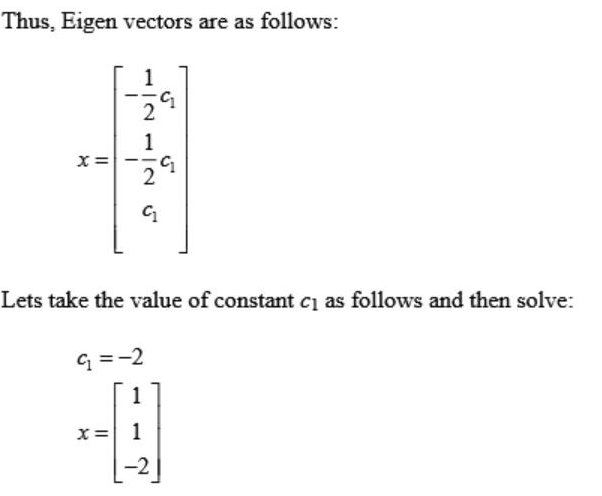 Thus, Eigen vectors are as follows:
x = [ -1/2 c₁
-1/2 c₁
c₁ ]
Lets take the value of constant c₁ as follows and then solve:
c₁ = -2
x = [ 1
1
-2 ]